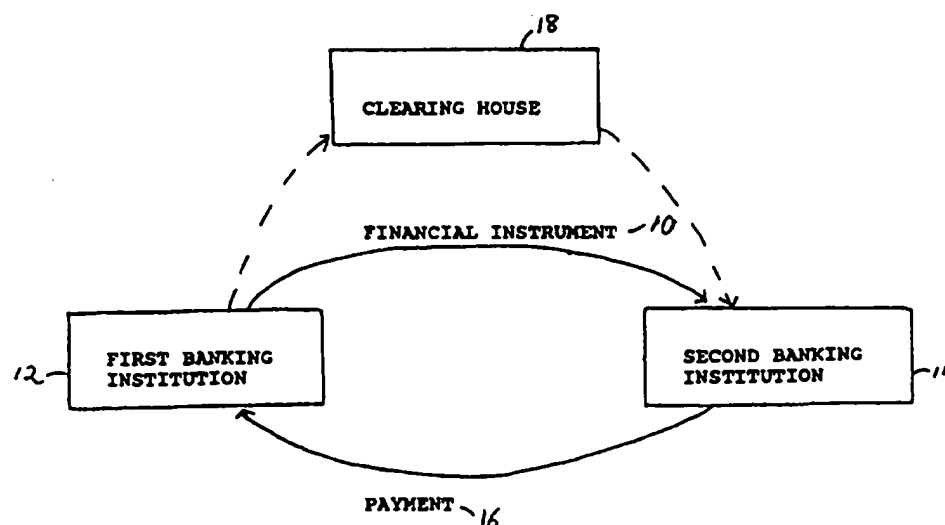 18
CLEARING HOUSE
FINANCIAL INSTRUMENT 10
12
FIRST BANKING
INSTITUTION
SECOND BANKING
INSTITUTION
PAYMENT 16